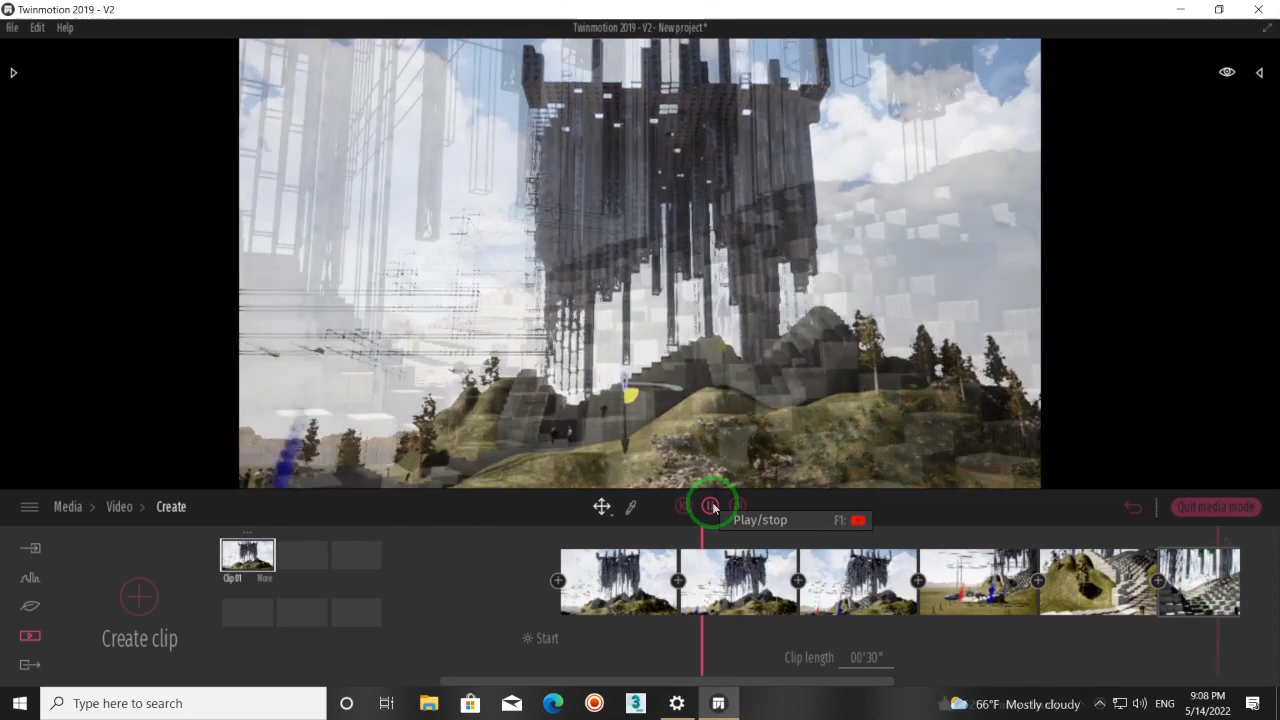 Twinmotion 2019 - V2
File Edit Help
Twinmotion 2019 - V2 - New project*
Media > Video > Create
Quit media mode
Play/stop F1:
Clip 01 More
Create clip
Start
Clip length 00'30"
Type here to search
66°F Mostly cloudy
ENG
9:08 PM
5/14/2022